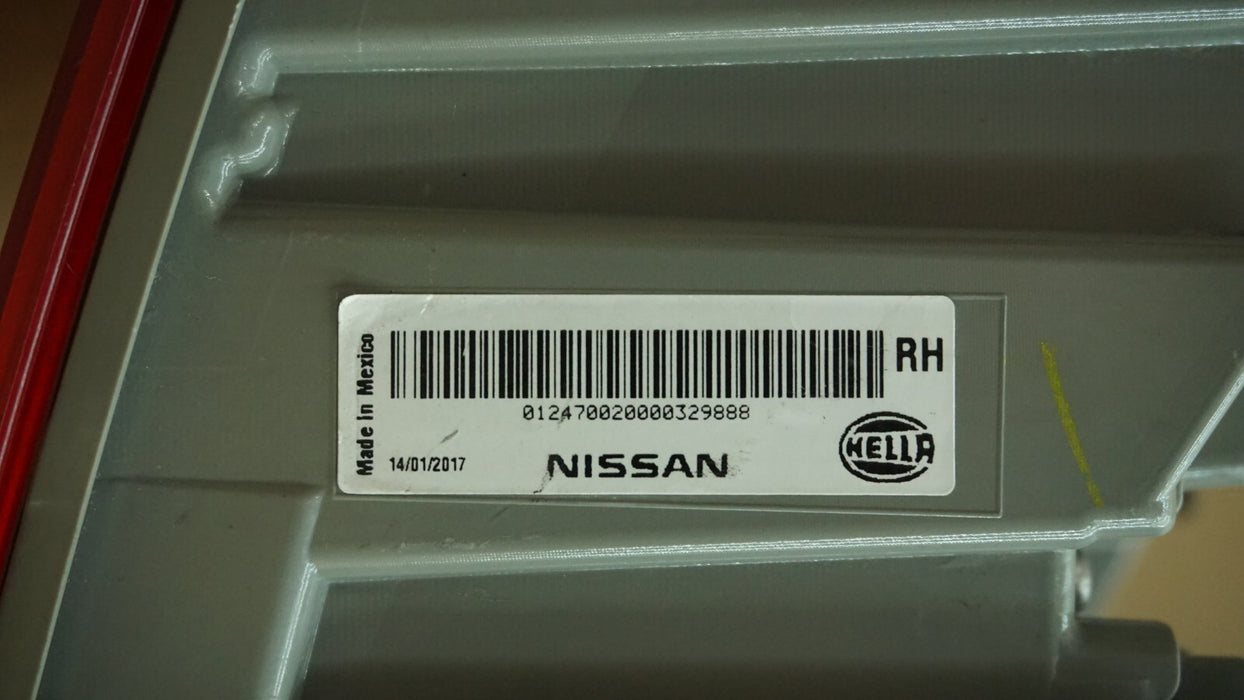 Made In Mexico
RH
012470020000329888
14/01/2017
NISSAN
HELLA